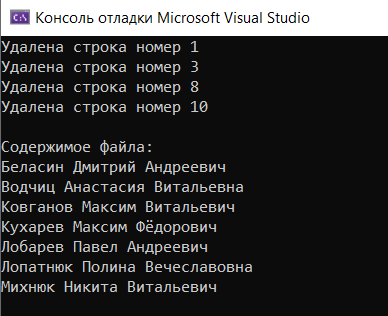 C:\
Консоль отладки Microsoft Visual Studio
Удалена строка номер 1
Удалена строка номер 3
Удалена строка номер 8
Удалена строка номер 10
Содержимое файла:
Беласин Дмитрий Андреевич
Водчиц Анастасия Витальевна
Ковганов Максим Витальевич
Кухарев Максим Фёдорович
Лобарев Павел Андреевич
Лопатнюк Полина Вечеславовна
Михнюк Никита Витальевич